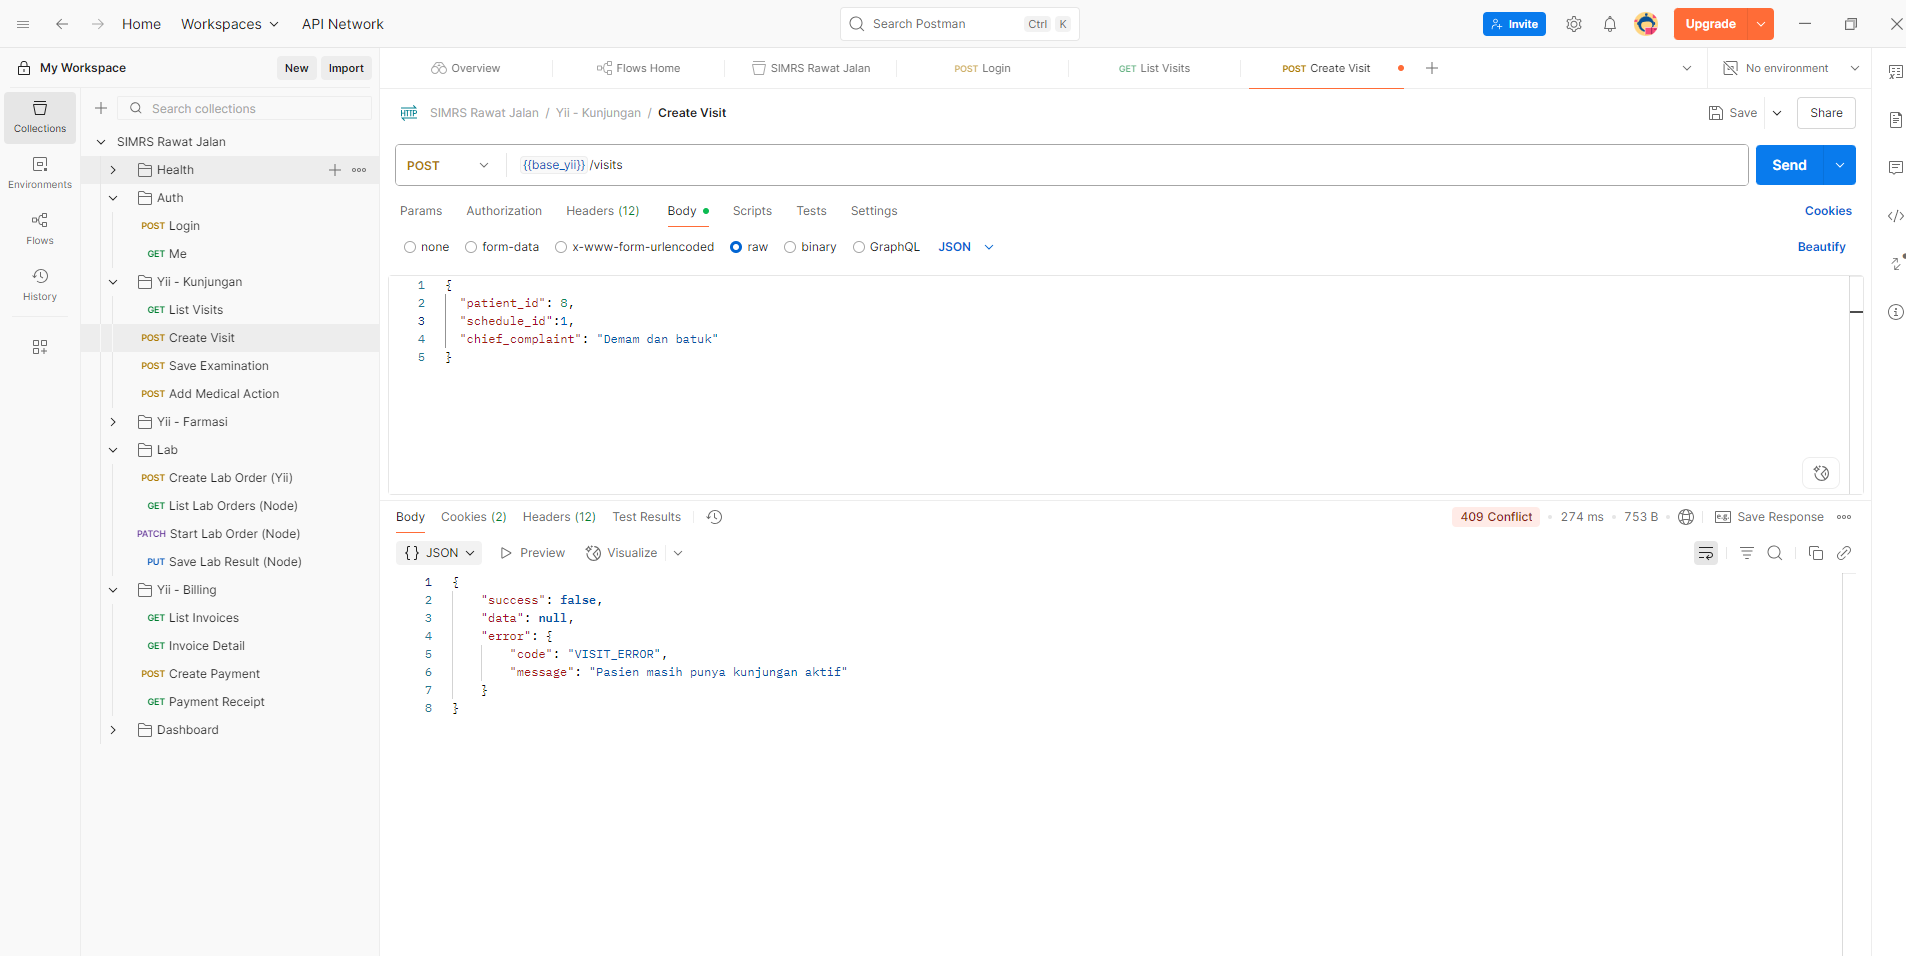 Home Workspaces API Network Search Postman Ctrl K Invite Upgrade
My Workspace New Import
Overview Flows Home SIMRS Rawat Jalan POST Login GET List Visits POST Create Visit No environment
Collections
Environments
Flows
History
Search collections
SIMRS Rawat Jalan
Health
Auth
POST Login
GET Me
Yii - Kunjungan
GET List Visits
POST Create Visit
POST Save Examination
POST Add Medical Action
Yii - Farmasi
Lab
POST Create Lab Order (Yii)
GET List Lab Orders (Node)
PATCH Start Lab Order (Node)
PUT Save Lab Result (Node)
Yii - Billing
GET List Invoices
GET Invoice Detail
POST Create Payment
GET Payment Receipt
Dashboard
HTTP SIMRS Rawat Jalan / Yii - Kunjungan / Create Visit Save Share
POST {{base_yii}} /visits Send
Params Authorization Headers (12) Body Scripts Tests Settings Cookies
none form-data x-www-form-urlencoded raw binary GraphQL JSON Beautify
1 {
2 "patient_id": 8,
3 "schedule_id":1,
4 "chief_complaint": "Demam dan batuk"
5 }
Body Cookies (2) Headers (12) Test Results 409 Conflict 274 ms 753 B e.g. Save Response
{} JSON Preview Visualize
1 {
2 "success": false,
3 "data": null,
4 "error": {
5 "code": "VISIT_ERROR",
6 "message": "Pasien masih punya kunjungan aktif"
7 }
8 }